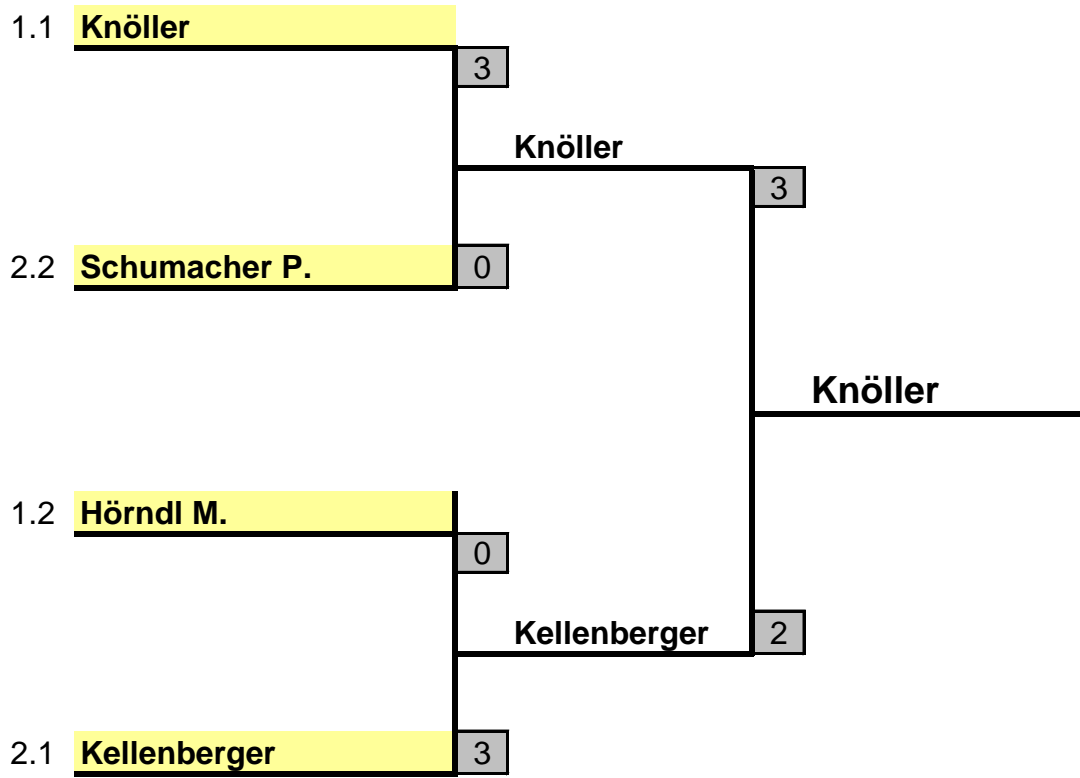 1.1 Knöller
3
Knöller
3
2.2 Schumacher P. 0
Knöller
1.2 Hörndl M.
0
Kellenberger 2
2.1 Kellenberger 3